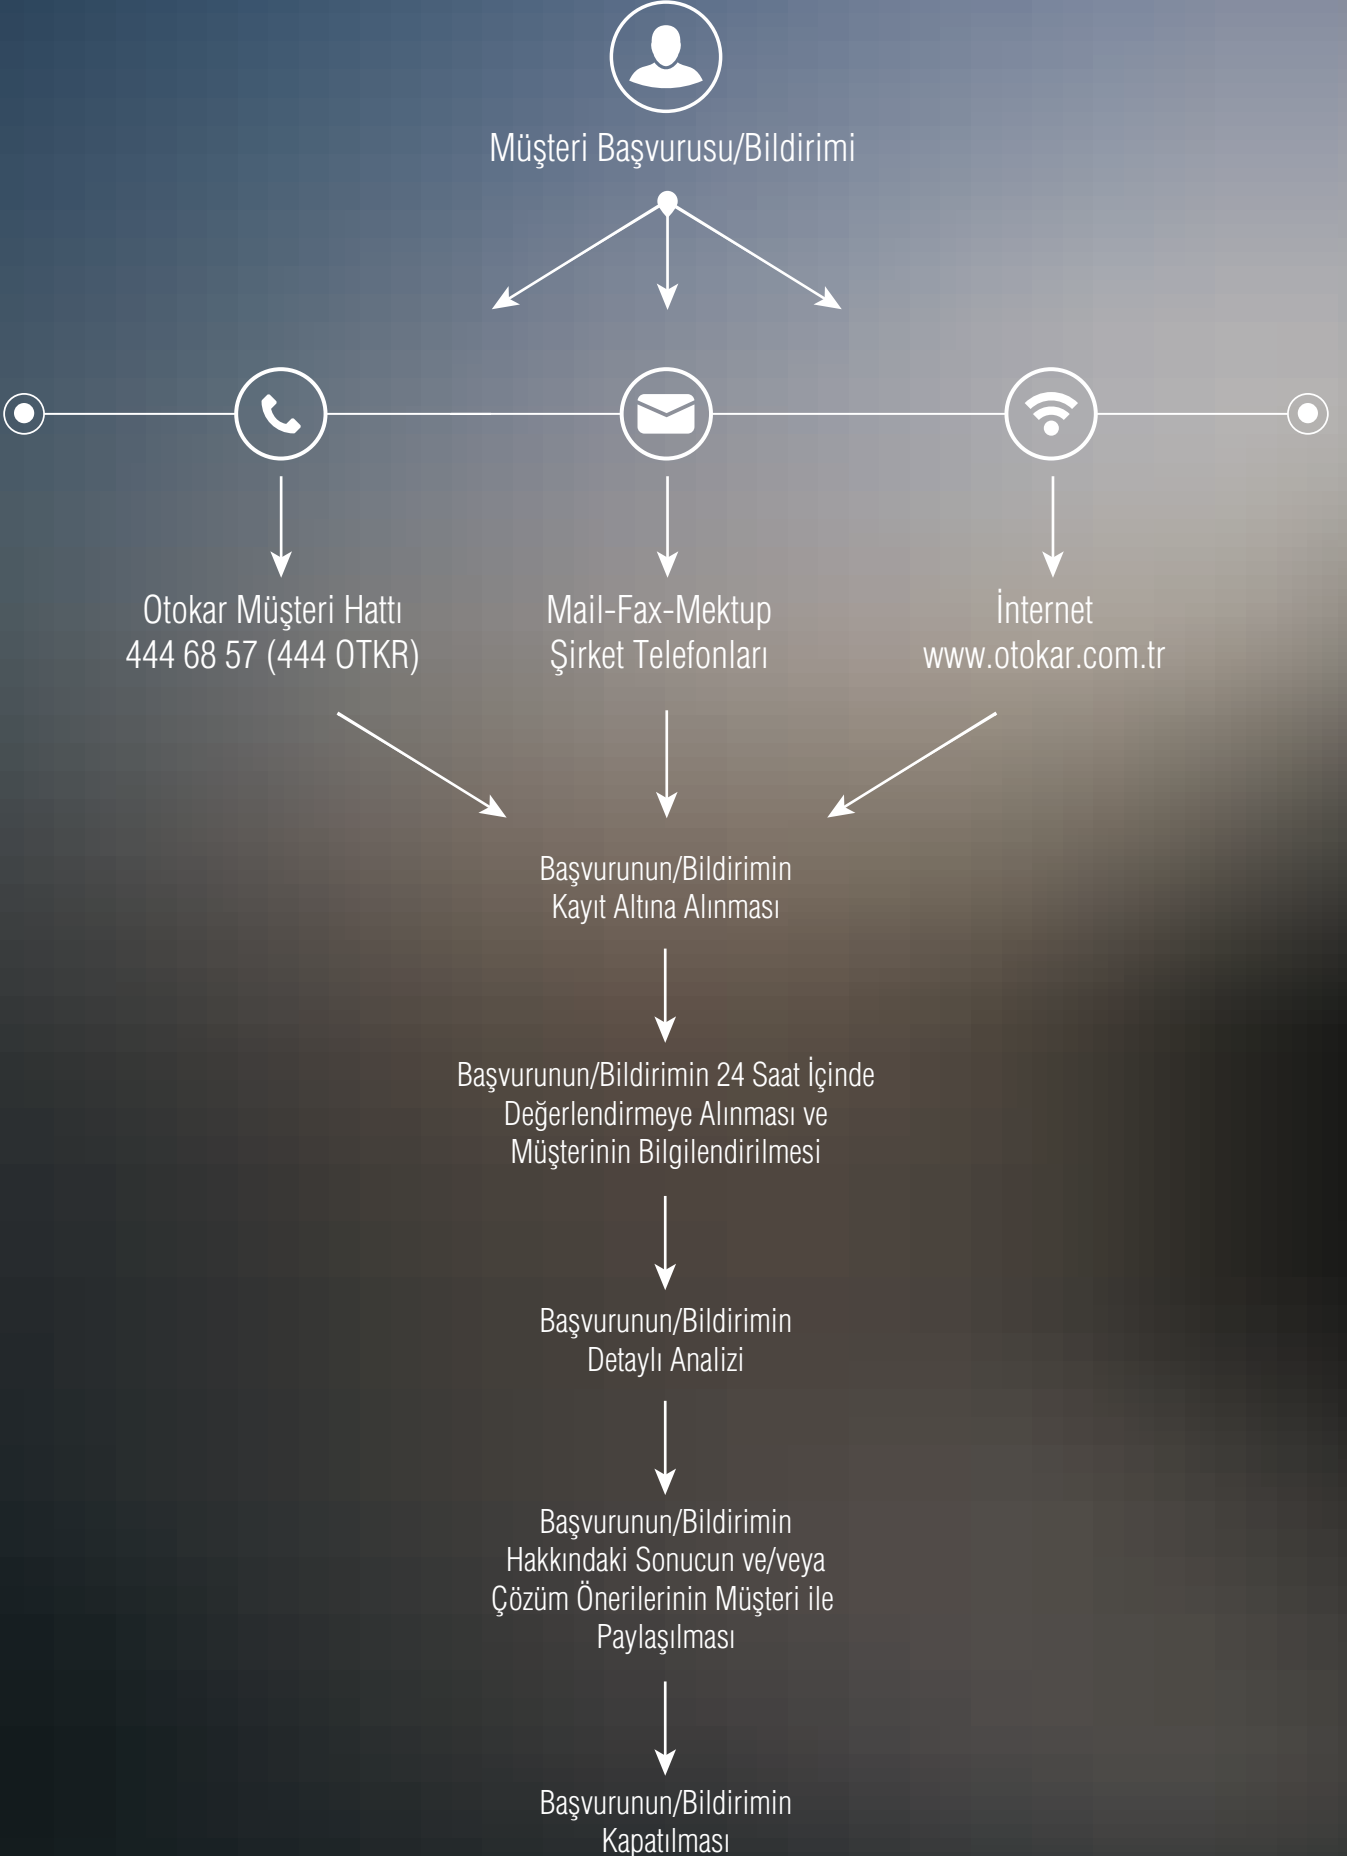 Müşteri Başvurusu/Bildirimi
Otokar Müşteri Hattı
444 68 57 (444 OTKR)
Mail-Fax-Mektup
Şirket Telefonları
İnternet
www.otokar.com.tr
Başvurunun/Bildirimin
Kayıt Altına Alınması
Başvurunun/Bildirimin 24 Saat İçinde
Değerlendirmeye Alınması ve
Müşterinin Bilgilendirilmesi
Başvurunun/Bildirimin
Detaylı Analizi
Başvurunun/Bildirimin
Hakkındaki Sonucun ve/veya
Çözüm Önerilerinin Müşteri ile
Paylaşılması
Başvurunun/Bildirimin
Kapatılması